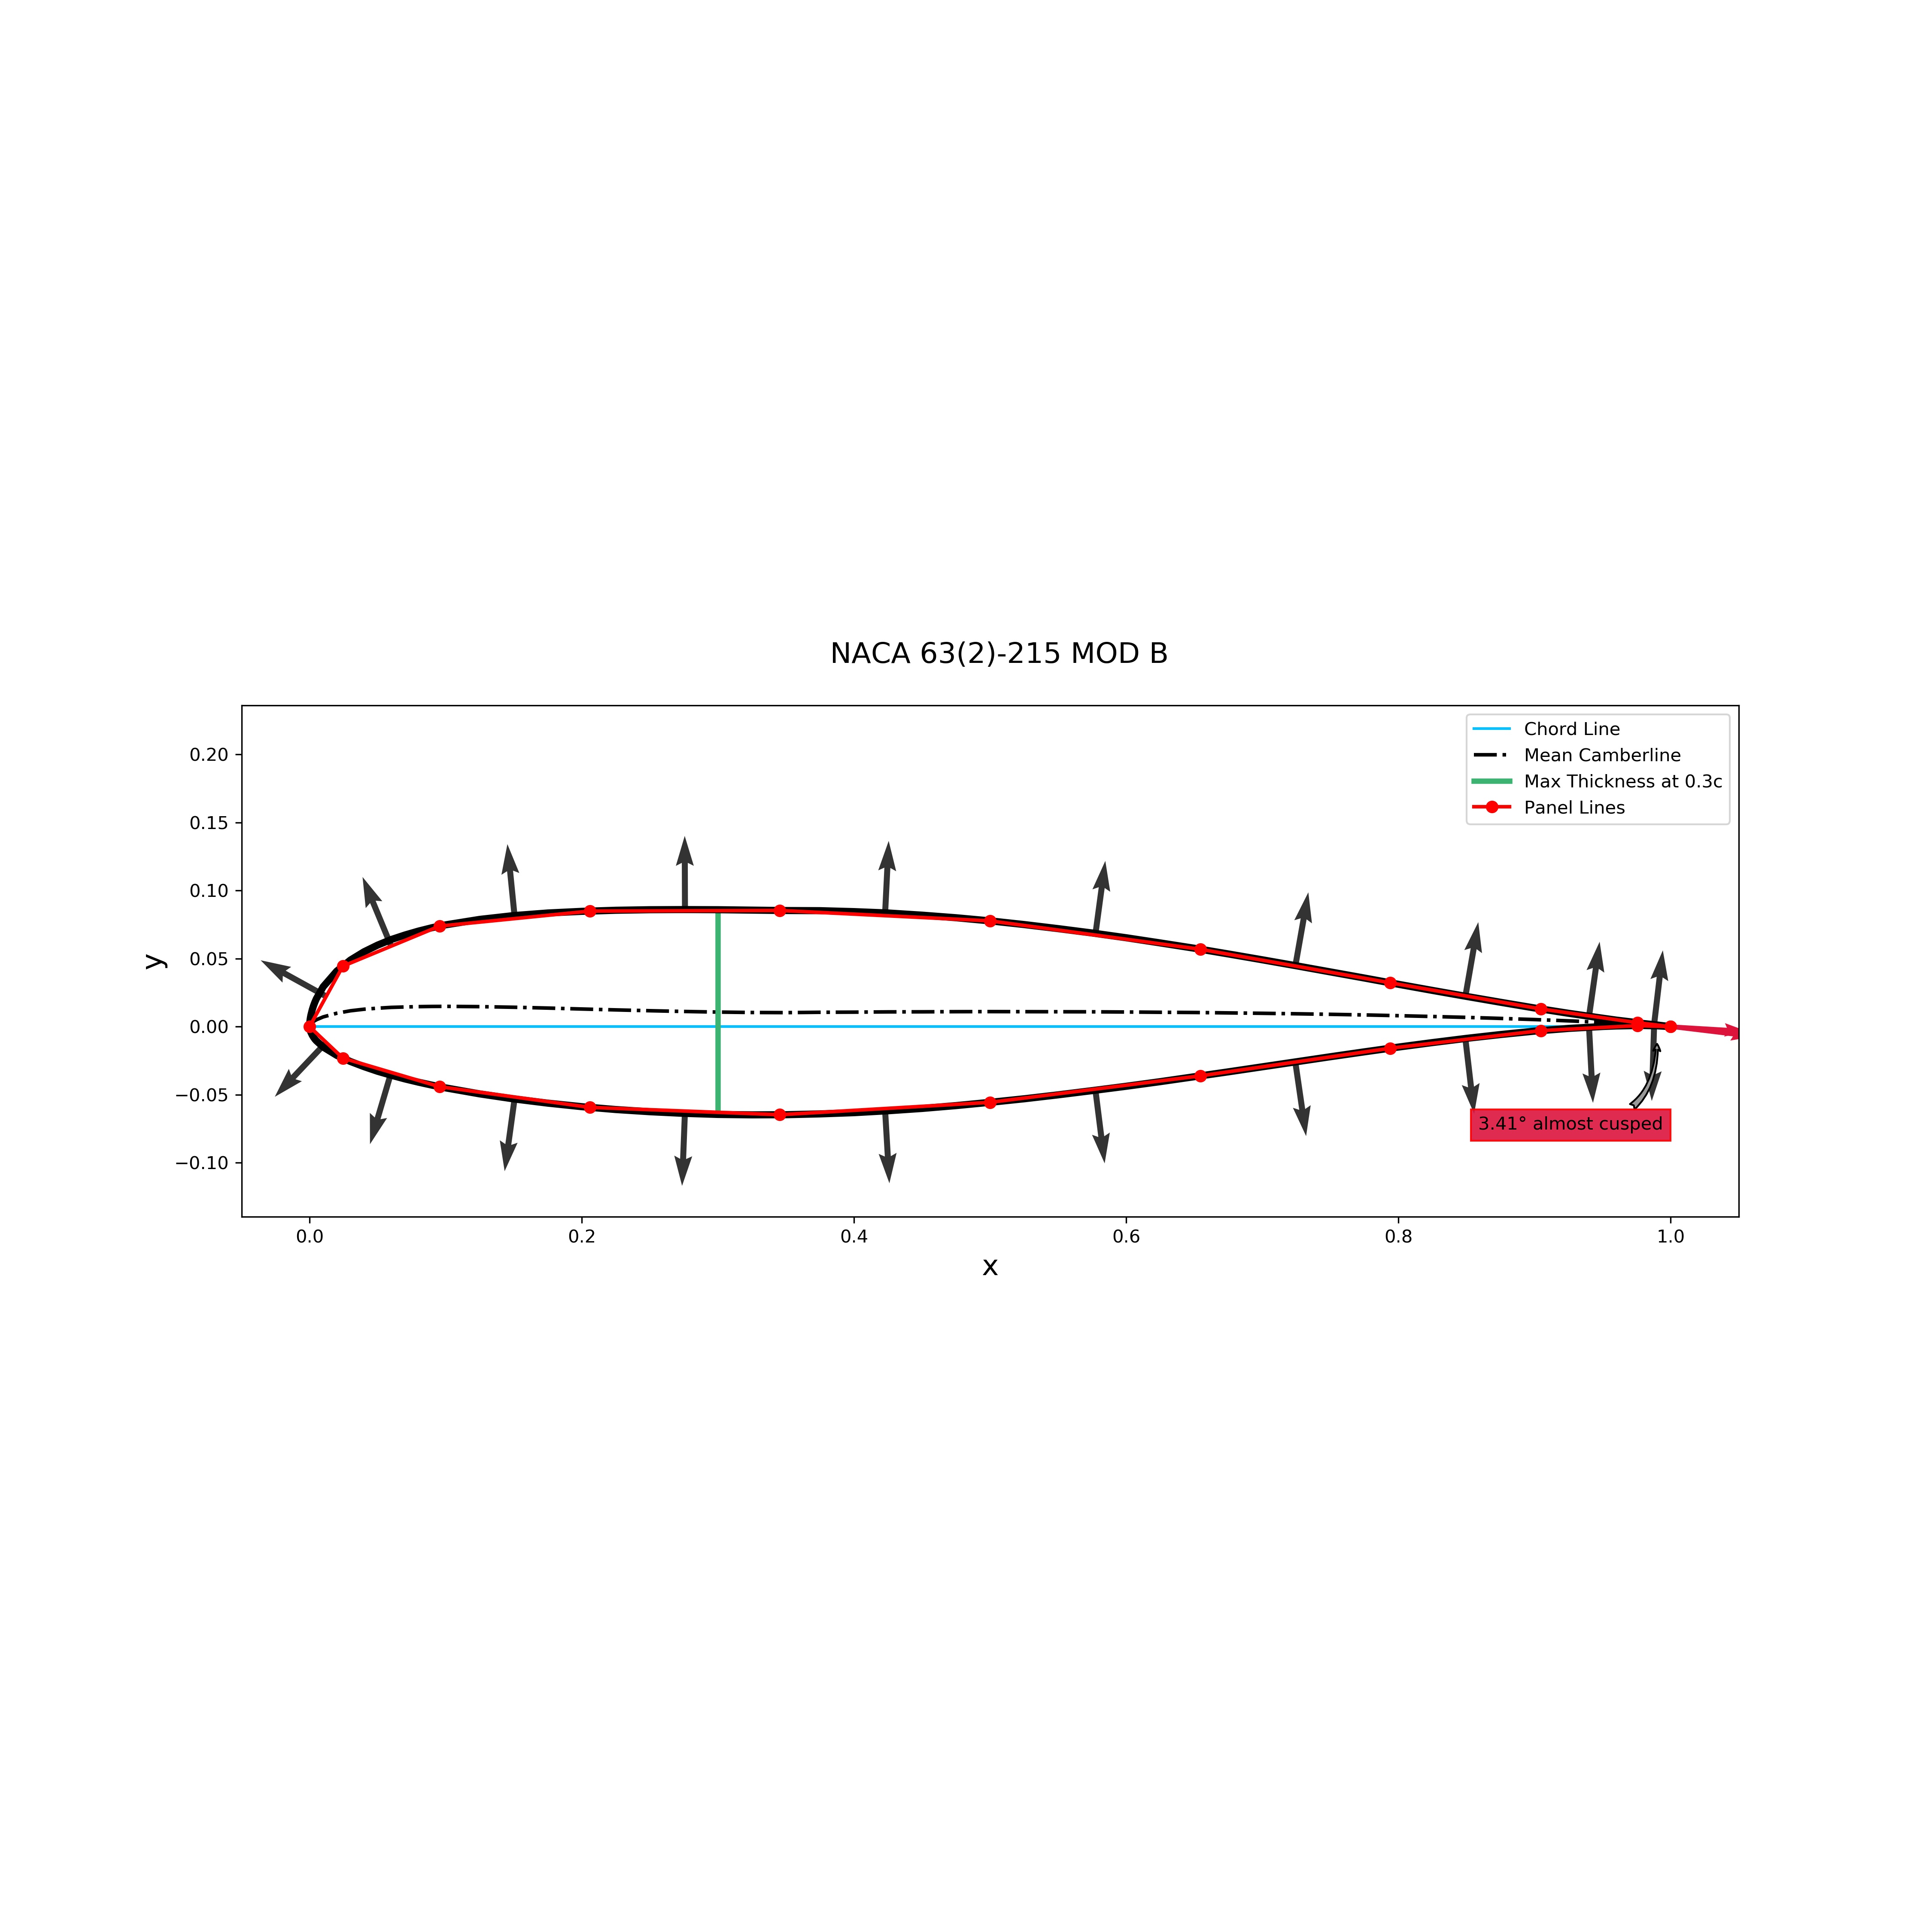 NACA 63(2)-215 MOD B
Chord Line
Mean Camberline
Max Thickness at 0.3c
Panel Lines
0.20
0.15
0.10
0.05
0.00
−0.05
−0.10
y
3.41° almost cusped
0.0
0.2
0.4
0.6
0.8
1.0
x